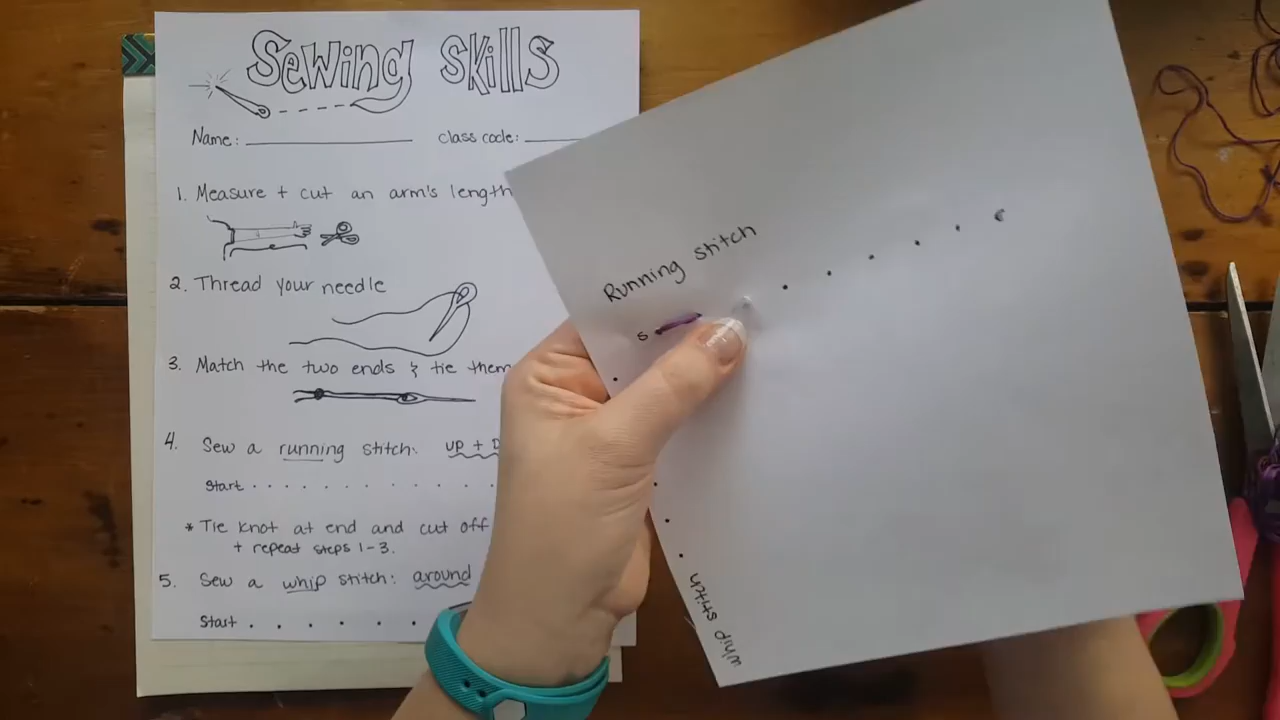 Sewing Skills
Name: class code:
1. Measure + cut an arm's length
2. Thread your needle
3. Match the two ends & tie them
4. Sew a running stitch: UP + D
Start
* Tie knot at end and cut off
+ repeat steps 1-3.
5. Sew a whip stitch: around
Start
Running stitch
S
whip stitch